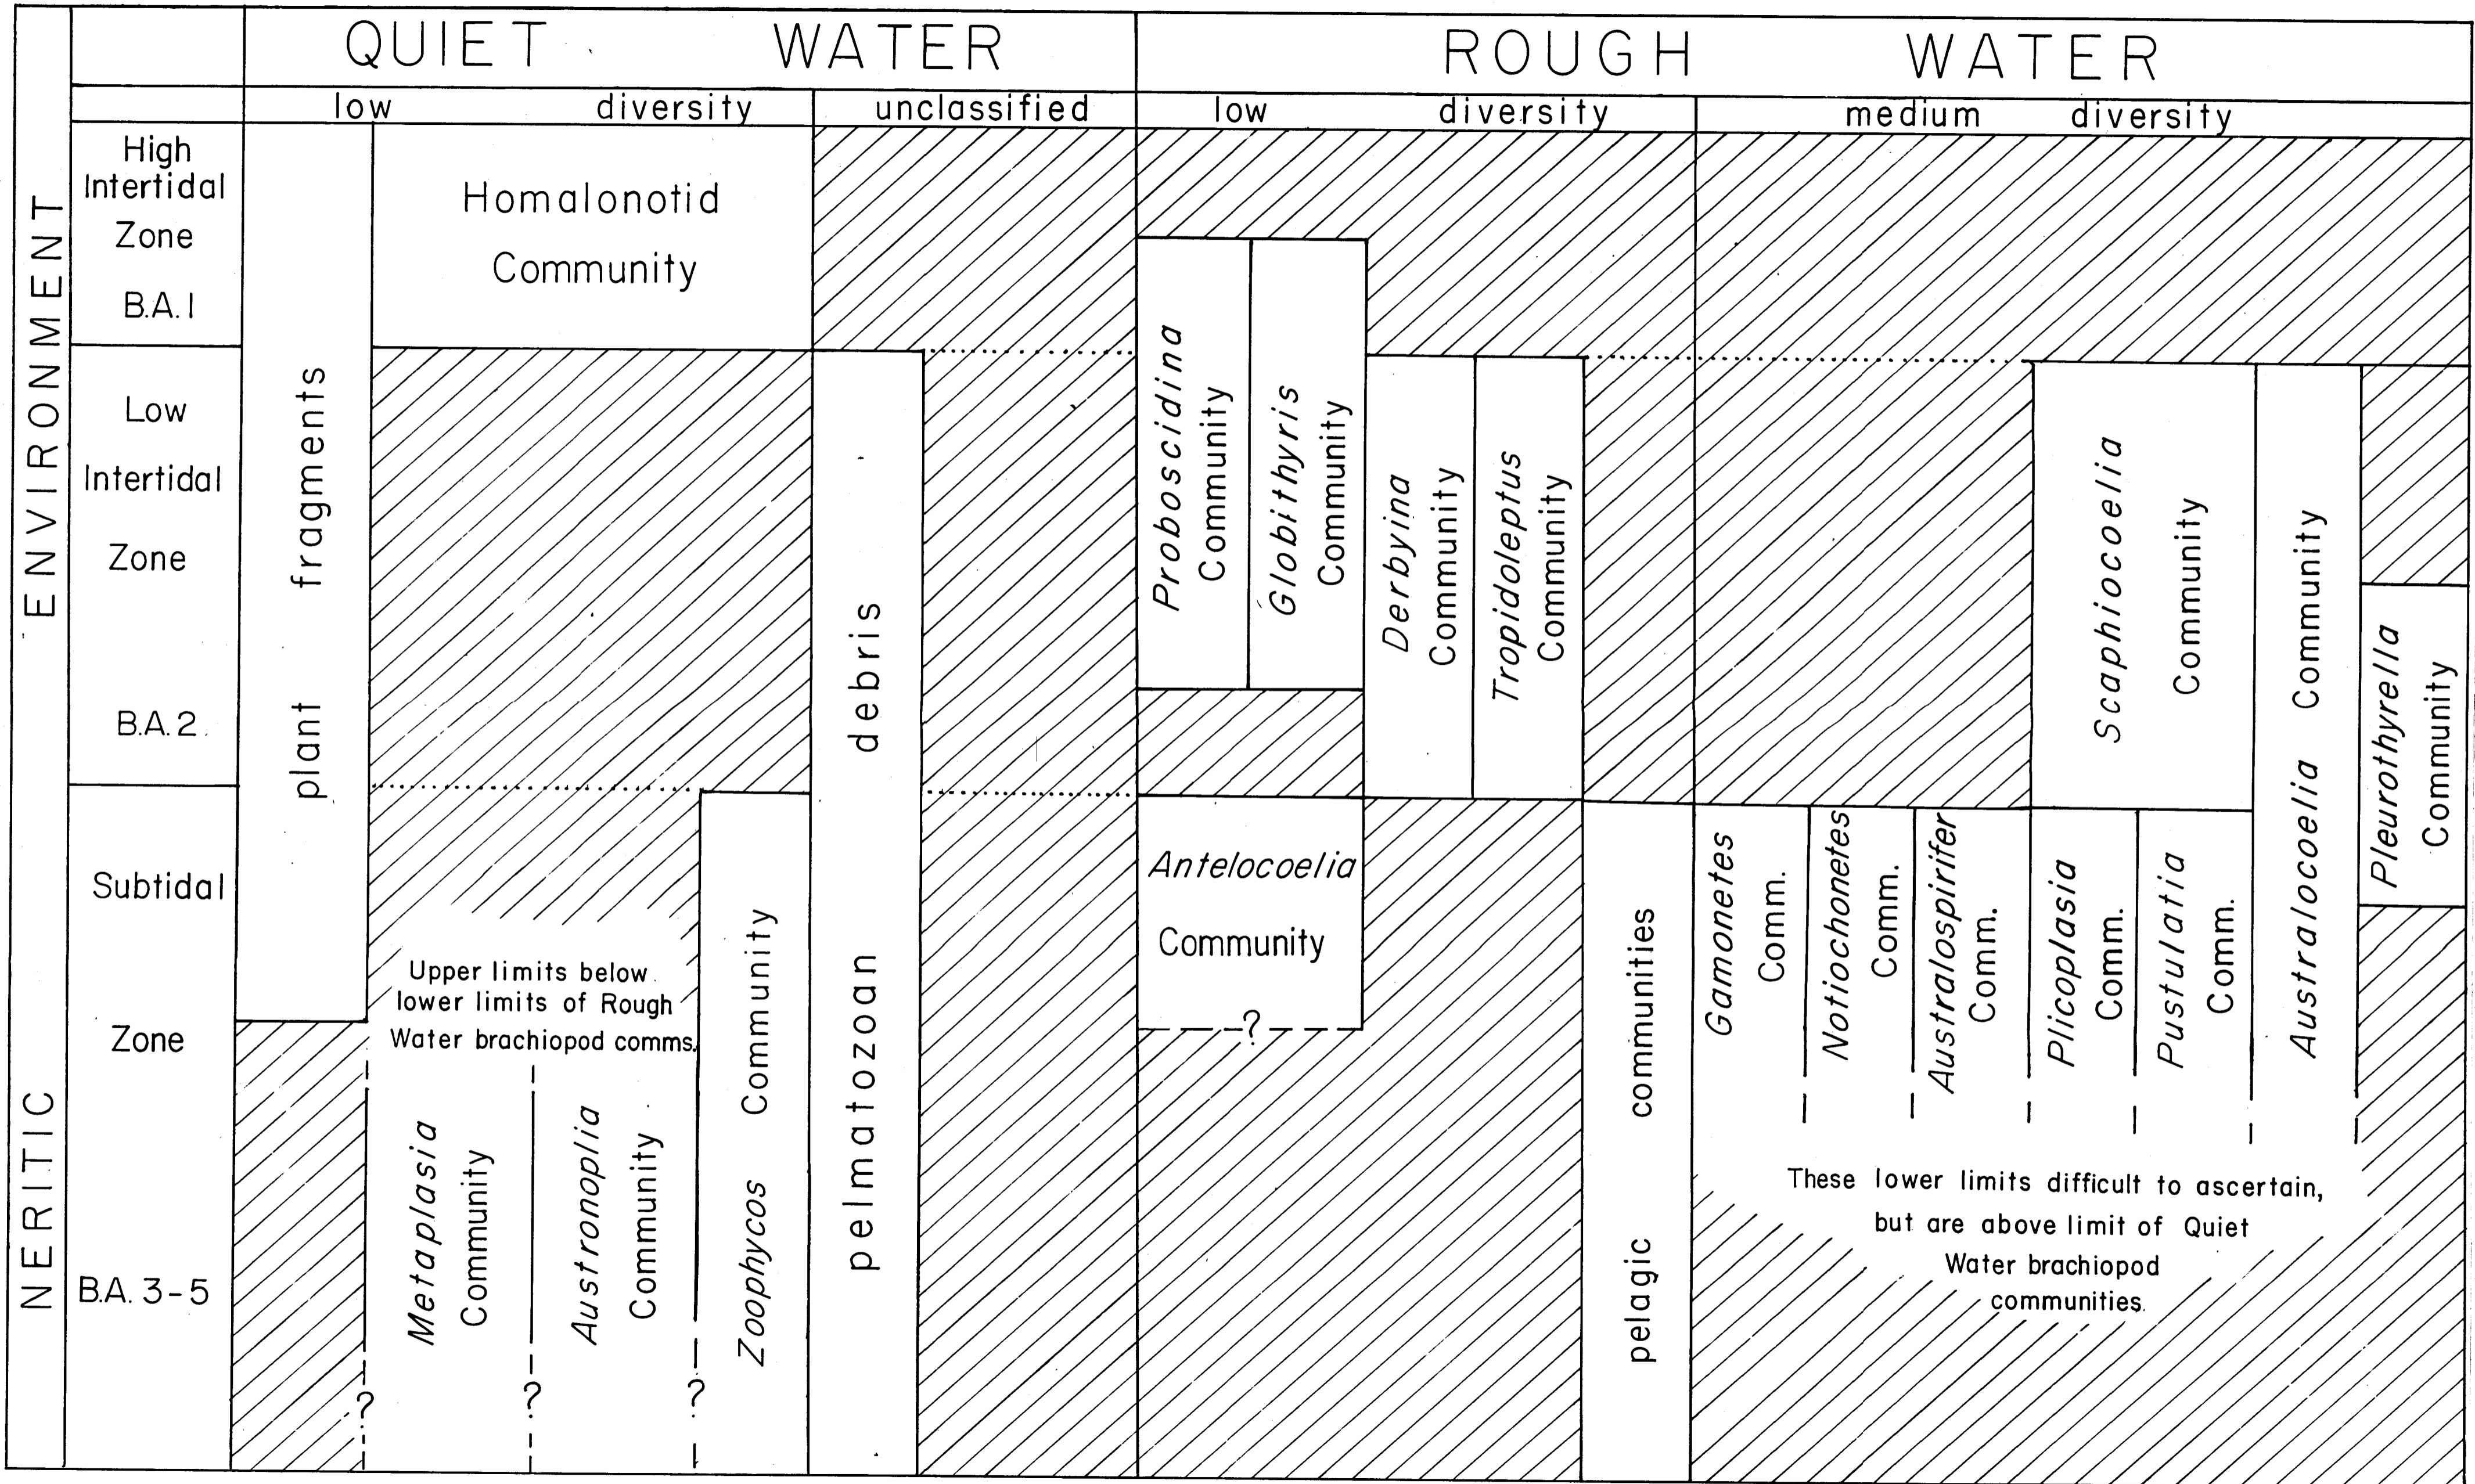 QUIET WATER
ROUGH WATER
low diversity
unclassified
low diversity
medium diversity
NERITIC ENVIRONMENT
High
Intertidal
Zone
B.A.1
Low
Intertidal
Zone
B.A.2
Subtidal
Zone
B.A. 3-5
plant fragments
Homalonotid
Community
Upper limits below
lower limits of Rough
Water brachiopod comms.
Metaplasia
Community
Austronoplia
Community
Zoophycos Community
?
?
?
pelmatozoan debris
Proboscidina
Community
Globithyris
Community
Derbyina
Community
Tropidoleptus
Community
Antelocoelia
Community
?
pelagic communities
Gamonetes
Comm.
Notiochonetes
Comm.
Australospirifer
Comm.
Scaphiocoelia
Community
Plicoplasia
Comm.
Pustulatia
Comm.
Australocoelia Community
Pleurothyrella
Community
These lower limits difficult to ascertain,
but are above limit of Quiet
Water brachiopod
communities.